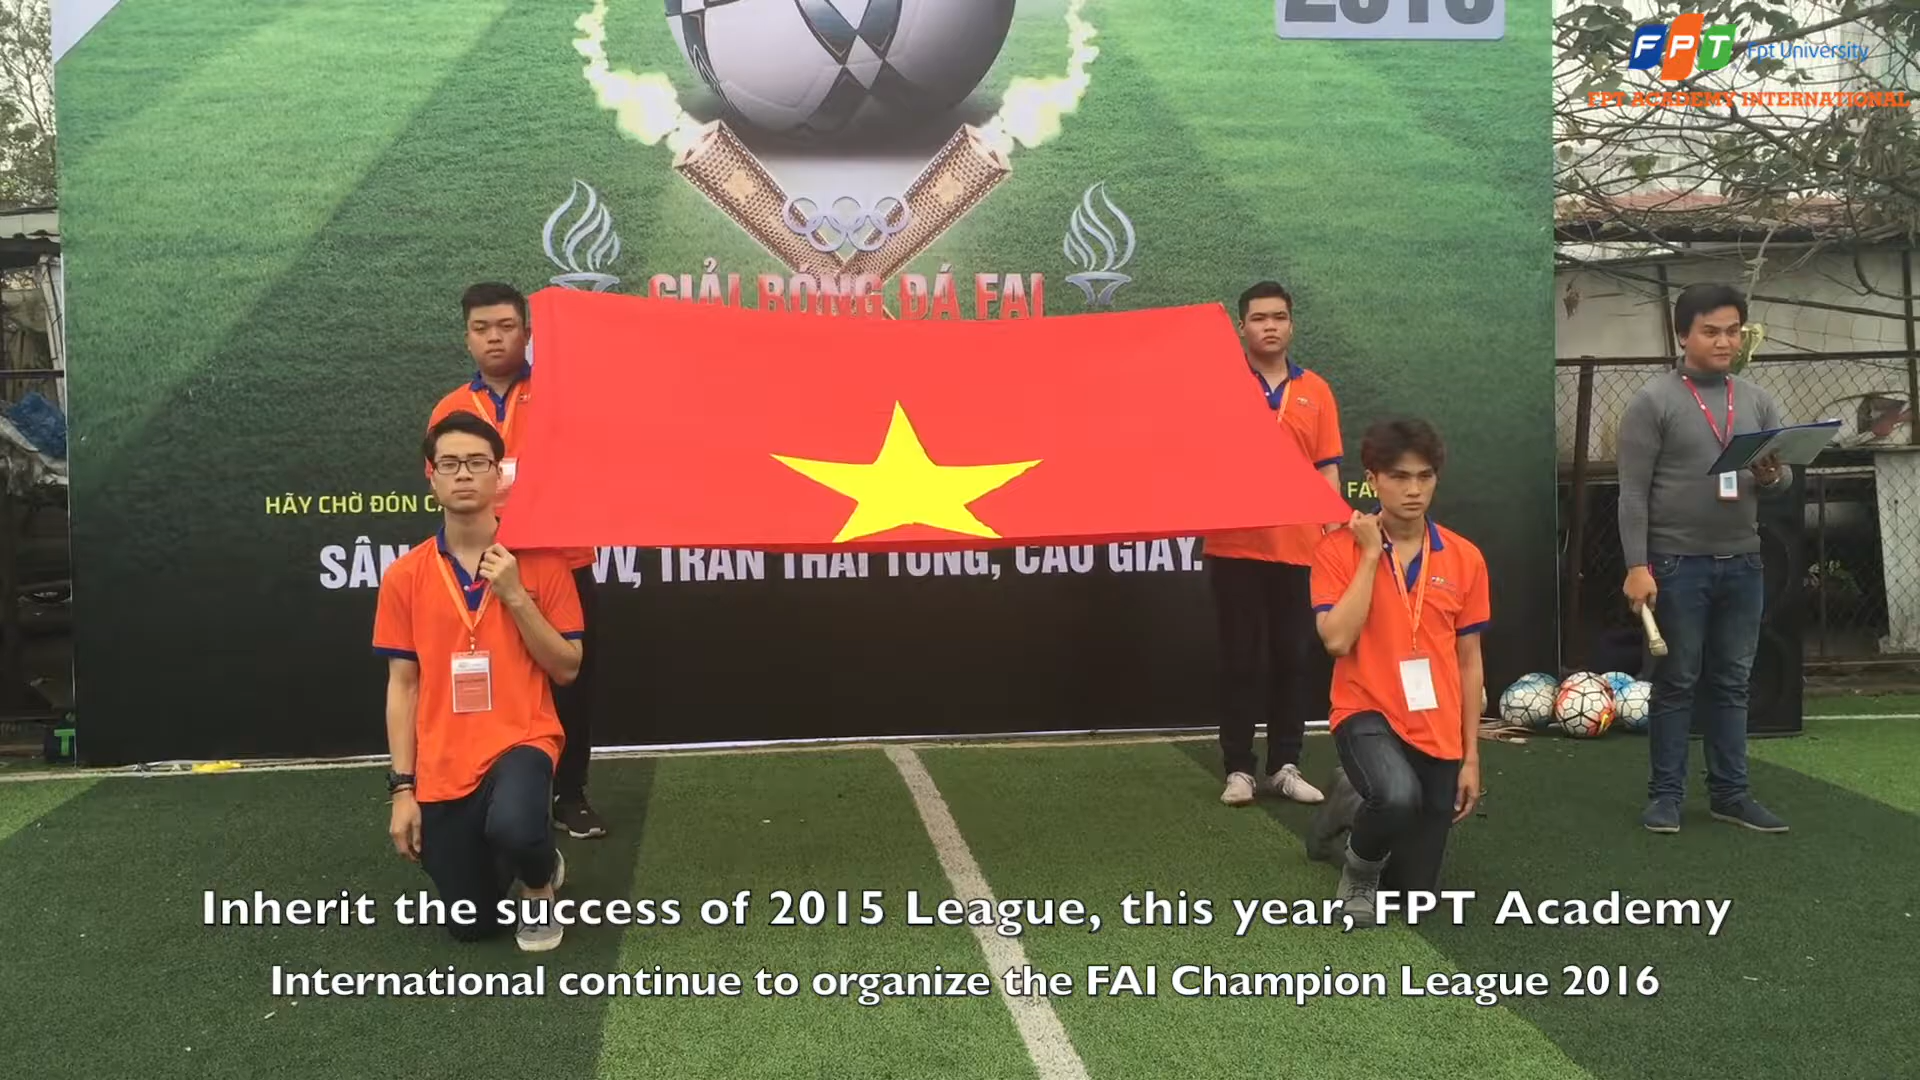 2016
FPT Fpt University
FPT ACADEMY INTERNATIONAL
GIẢI BÓNG ĐÁ FAI
HÃY CHỜ ĐÓN
SÂN VV, TRẦN THÁI TÔNG, CẦU GIẤY.
Inherit the success of 2015 League, this year, FPT Academy
International continue to organize the FAI Champion League 2016